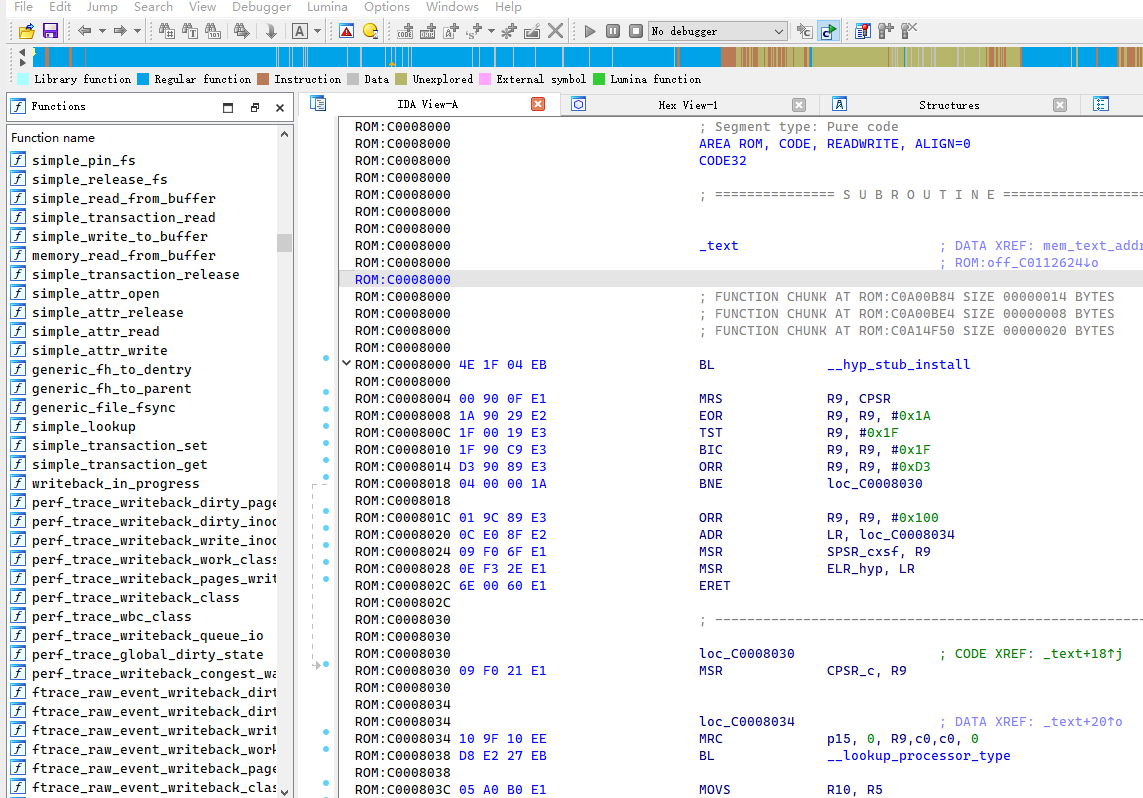 File Edit Jump Search View Debugger Lumina Options Windows Help
No debugger
Library function Regular function Instruction Data Unexplored External symbol Lumina function
Functions
Function name
simple_pin_fs
simple_release_fs
simple_read_from_buffer
simple_transaction_read
simple_write_to_buffer
memory_read_from_buffer
simple_transaction_release
simple_attr_open
simple_attr_release
simple_attr_read
simple_attr_write
generic_fh_to_dentry
generic_fh_to_parent
generic_file_fsync
simple_lookup
simple_transaction_set
simple_transaction_get
writeback_in_progress
perf_trace_writeback_dirty_page
perf_trace_writeback_dirty_inod
perf_trace_writeback_write_inod
perf_trace_writeback_work_class
perf_trace_writeback_pages_writ
perf_trace_writeback_class
perf_trace_wbc_class
perf_trace_writeback_queue_io
perf_trace_global_dirty_state
perf_trace_writeback_congest_wa
ftrace_raw_event_writeback_dirt
ftrace_raw_event_writeback_dirt
ftrace_raw_event_writeback_writ
ftrace_raw_event_writeback_work
ftrace_raw_event_writeback_page
ftrace_raw_event_writeback_clas
IDA View-A Hex View-1 Structures
ROM:C0008000 ; Segment type: Pure code
ROM:C0008000 AREA ROM, CODE, READWRITE, ALIGN=0
ROM:C0008000 CODE32
ROM:C0008000
ROM:C0008000 ; =============== S U B R O U T I N E ==================
ROM:C0008000
ROM:C0008000
ROM:C0008000 _text ; DATA XREF: mem_text_addr
ROM:C0008000 ; ROM:off_C0112624↓o
ROM:C0008000
ROM:C0008000 ; FUNCTION CHUNK AT ROM:C0A00B84 SIZE 00000014 BYTES
ROM:C0008000 ; FUNCTION CHUNK AT ROM:C0A00BE4 SIZE 00000008 BYTES
ROM:C0008000 ; FUNCTION CHUNK AT ROM:C0A14F50 SIZE 00000020 BYTES
ROM:C0008000
ROM:C0008000 4E 1F 04 EB BL __hyp_stub_install
ROM:C0008000
ROM:C0008004 00 90 0F E1 MRS R9, CPSR
ROM:C0008008 1A 90 29 E2 EOR R9, R9, #0x1A
ROM:C000800C 1F 00 19 E3 TST R9, #0x1F
ROM:C0008010 1F 90 C9 E3 BIC R9, R9, #0x1F
ROM:C0008014 D3 90 89 E3 ORR R9, R9, #0xD3
ROM:C0008018 04 00 00 1A BNE loc_C0008030
ROM:C0008018
ROM:C000801C 01 9C 89 E3 ORR R9, R9, #0x100
ROM:C0008020 0C E0 8F E2 ADR LR, loc_C0008034
ROM:C0008024 09 F0 6F E1 MSR SPSR_cxsf, R9
ROM:C0008028 0E F3 2E E1 MSR ELR_hyp, LR
ROM:C000802C 6E 00 60 E1 ERET
ROM:C000802C
ROM:C0008030 ; ------------------------------------------------------
ROM:C0008030
ROM:C0008030 loc_C0008030 ; CODE XREF: _text+18↑j
ROM:C0008030 09 F0 21 E1 MSR CPSR_c, R9
ROM:C0008030
ROM:C0008034
ROM:C0008034 loc_C0008034 ; DATA XREF: _text+20↑o
ROM:C0008034 10 9F 10 EE MRC p15, 0, R9,c0,c0, 0
ROM:C0008038 D8 E2 27 EB BL __lookup_processor_type
ROM:C0008038
ROM:C000803C 05 A0 B0 E1 MOVS R10, R5